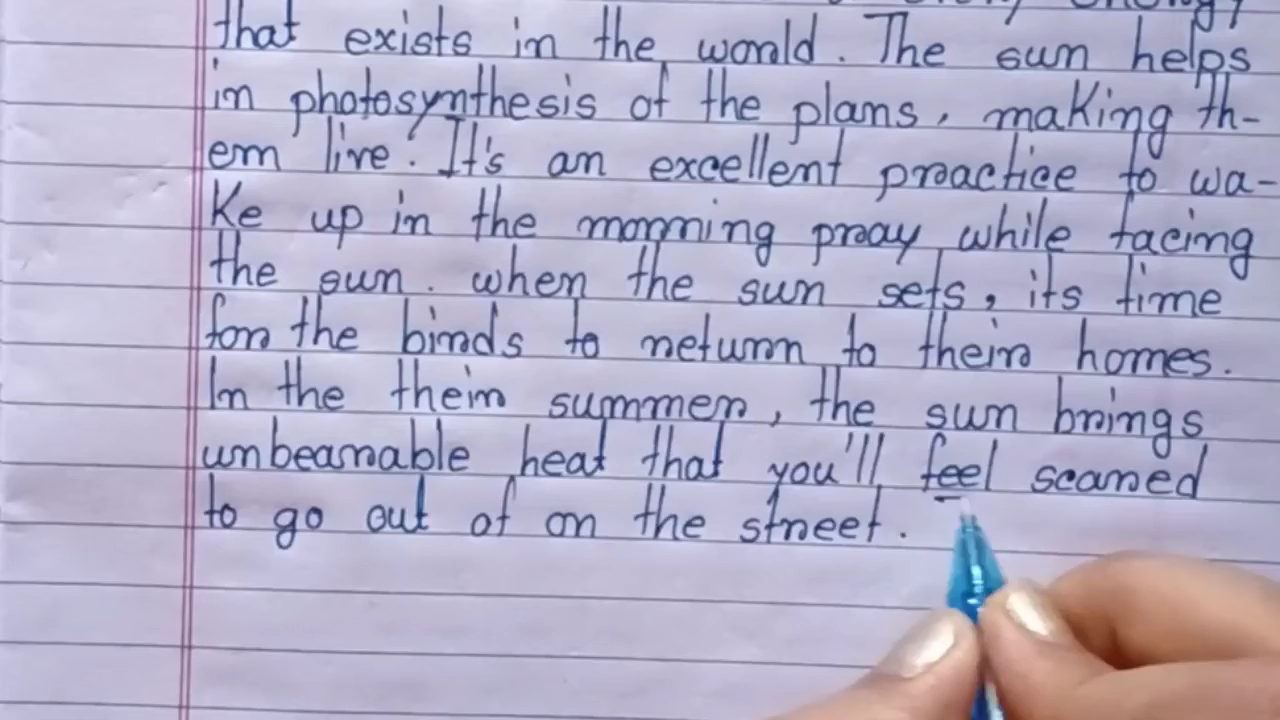 that exists in the world. The sun helps
in photosynthesis of the plans, making th-
em live. It's an excellent practice to wa-
ke up in the morning pray while facing
the sun. when the sun sets, its time
for the birds to return to their homes.
In the their summer, the sun brings
unbearable heat that you'll feel scared
to go out of on the street.